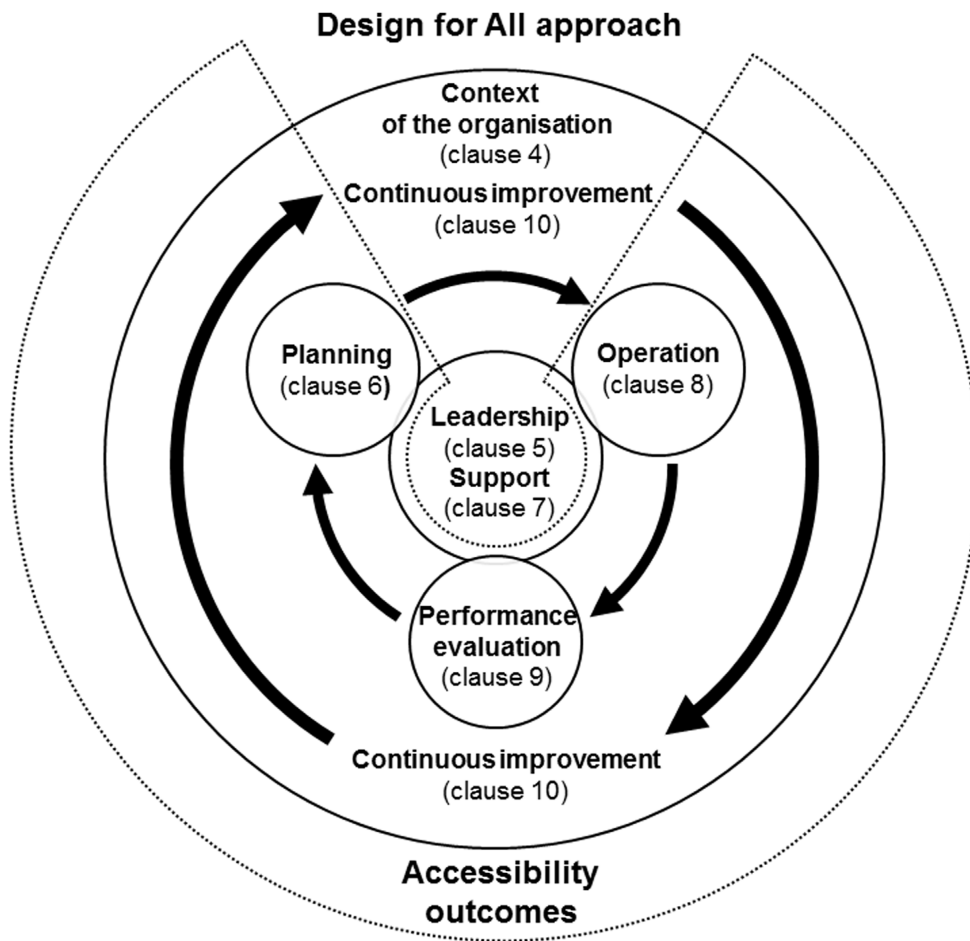 Design for All approach
Context
of the organisation
(clause 4)
Continuous improvement
(clause 10)
Planning
(clause 6)
Operation
(clause 8)
Leadership
(clause 5)
Support
(clause 7)
Performance
evaluation
(clause 9)
Continuous improvement
(clause 10)
Accessibility
outcomes